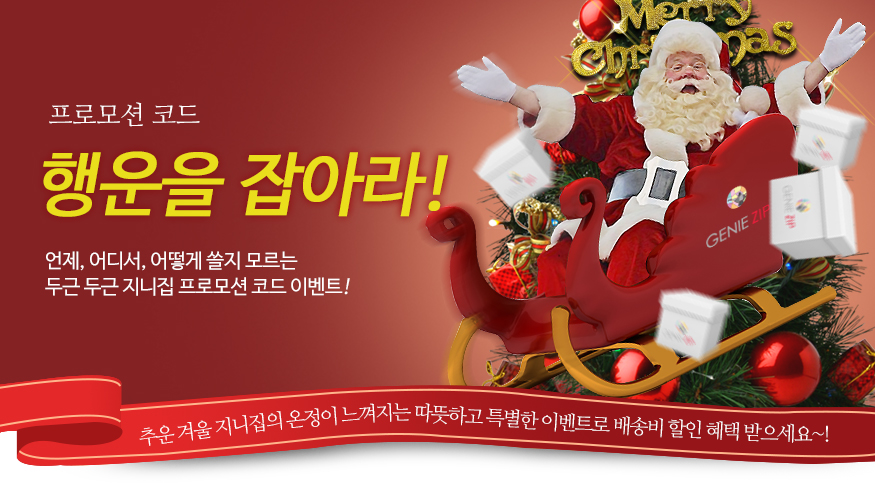 Merry
Christmas
프로모션 코드
행운을 잡아라!
언제, 어디서, 어떻게 쓸지 모르는
두근 두근 지니집 프로모션 코드 이벤트!
GENIE ZIP
GENIE ZIP
추운 겨울 지니집의 온정이 느껴지는 따뜻하고 특별한 이벤트로 배송비 할인 혜택 받으세요~!